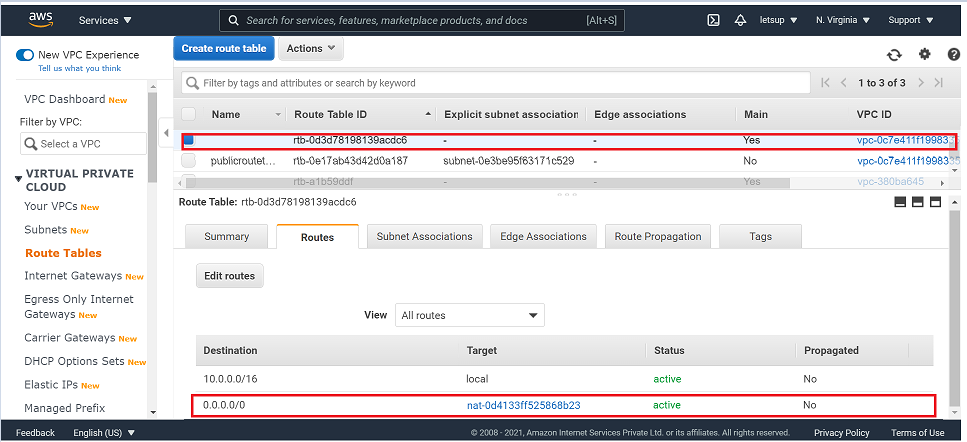 aws Services Search for services, features, marketplace products, and docs [Alt+S] letsup N. Virginia Support
New VPC Experience
Tell us what you think
VPC Dashboard New
Filter by VPC:
Select a VPC
VIRTUAL PRIVATE
CLOUD
Your VPCs New
Subnets New
Route Tables
Internet Gateways New
Egress Only Internet
Gateways New
Carrier Gateways New
DHCP Options Sets New
Elastic IPs New
Managed Prefix
Create route table Actions
Filter by tags and attributes or search by keyword 1 to 3 of 3
Name Route Table ID Explicit subnet association Edge associations Main VPC ID
rtb-0d3d78198139acdc6 - - Yes vpc-0c7e411f1998335
publicroutet... rtb-0e17ab43d42d0a187 subnet-0e3be95f63171c529 - No vpc-0c7e411f1998335
rtb-a1b59ddf - - Yes vpc-380ba645
Route Table: rtb-0d3d78198139acdc6
Summary Routes Subnet Associations Edge Associations Route Propagation Tags
Edit routes
View All routes
Destination Target Status Propagated
10.0.0.0/16 local active No
0.0.0.0/0 nat-0d4133ff525868b23 active No
Feedback English (US) © 2008 - 2021, Amazon Internet Services Private Ltd. or its affiliates. All rights reserved. Privacy Policy Terms of Use